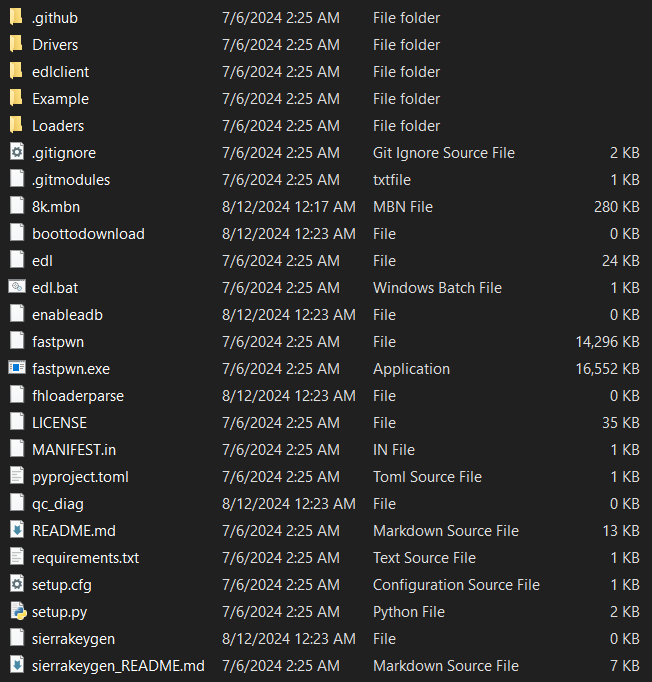 .github 7/6/2024 2:25 AM File folder
Drivers 7/6/2024 2:25 AM File folder
edlclient 7/6/2024 2:25 AM File folder
Example 7/6/2024 2:25 AM File folder
Loaders 7/6/2024 2:25 AM File folder
.gitignore 7/6/2024 2:25 AM Git Ignore Source File 2 KB
.gitmodules 7/6/2024 2:25 AM txtfile 1 KB
8k.mbn 8/12/2024 12:17 AM MBN File 280 KB
boottodownload 8/12/2024 12:23 AM File 0 KB
edl 7/6/2024 2:25 AM File 24 KB
edl.bat 7/6/2024 2:25 AM Windows Batch File 1 KB
enableadb 8/12/2024 12:23 AM File 0 KB
fastpwn 7/6/2024 2:25 AM File 14,296 KB
fastpwn.exe 7/6/2024 2:25 AM Application 16,552 KB
fhloaderparse 8/12/2024 12:23 AM File 0 KB
LICENSE 7/6/2024 2:25 AM File 35 KB
MANIFEST.in 7/6/2024 2:25 AM IN File 1 KB
pyproject.toml 7/6/2024 2:25 AM Toml Source File 1 KB
qc_diag 8/12/2024 12:23 AM File 0 KB
README.md 7/6/2024 2:25 AM Markdown Source File 13 KB
requirements.txt 7/6/2024 2:25 AM Text Source File 1 KB
setup.cfg 7/6/2024 2:25 AM Configuration Source File 1 KB
setup.py 7/6/2024 2:25 AM Python File 2 KB
sierrakeygen 8/12/2024 12:23 AM File 0 KB
sierrakeygen_README.md 7/6/2024 2:25 AM Markdown Source File 7 KB